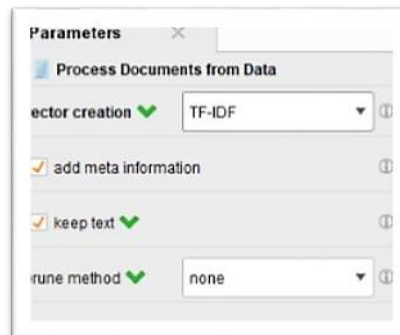 Parameters
Process Documents from Data
ector creation TF-IDF
add meta information
keep text
rune method none